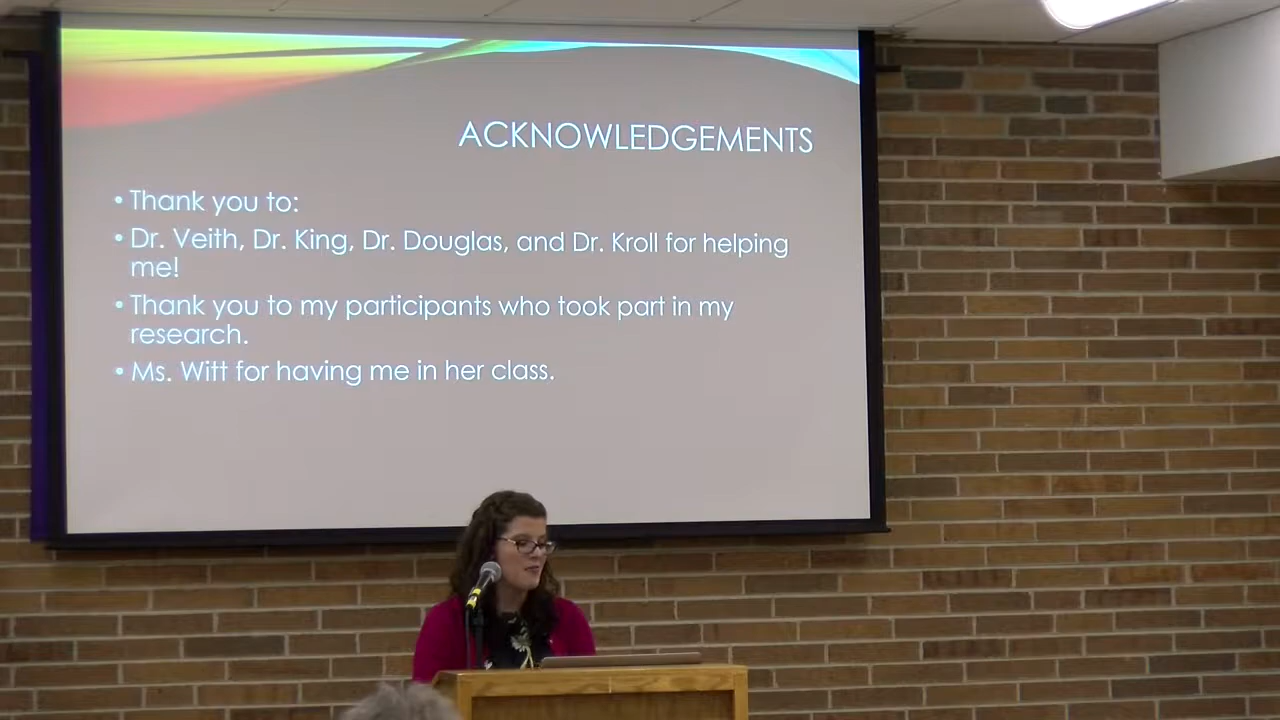 ACKNOWLEDGEMENTS
• Thank you to:
• Dr. Veith, Dr. King, Dr. Douglas, and Dr. Kroll for helping
me!
• Thank you to my participants who took part in my
research.
• Ms. Witt for having me in her class.